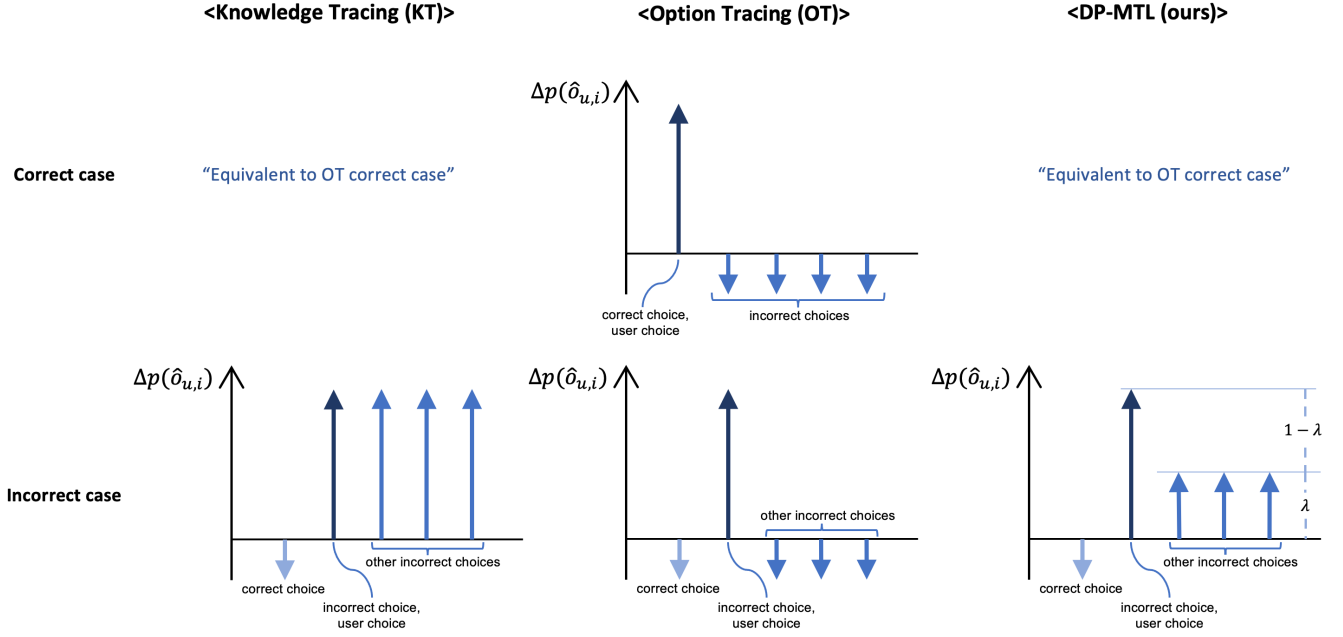 <Knowledge Tracing (KT)>
<Option Tracing (OT)>
<DP-MTL (ours)>
Correct case
“Equivalent to OT correct case”
Δp(ô_{u,i})
correct choice,
user choice
incorrect choices
“Equivalent to OT correct case”
Incorrect case
Δp(ô_{u,i})
correct choice
other incorrect choices
incorrect choice,
user choice
Δp(ô_{u,i})
other incorrect choices
correct choice
incorrect choice,
user choice
Δp(ô_{u,i})
1 − λ
λ
other incorrect choices
correct choice
incorrect choice,
user choice